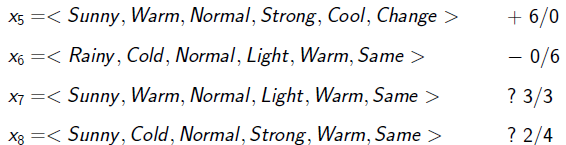 x5 =< Sunny, Warm, Normal, Strong, Cool, Change > + 6/0
x6 =< Rainy, Cold, Normal, Light, Warm, Same > − 0/6
x7 =< Sunny, Warm, Normal, Light, Warm, Same > ? 3/3
x8 =< Sunny, Cold, Normal, Strong, Warm, Same > ? 2/4